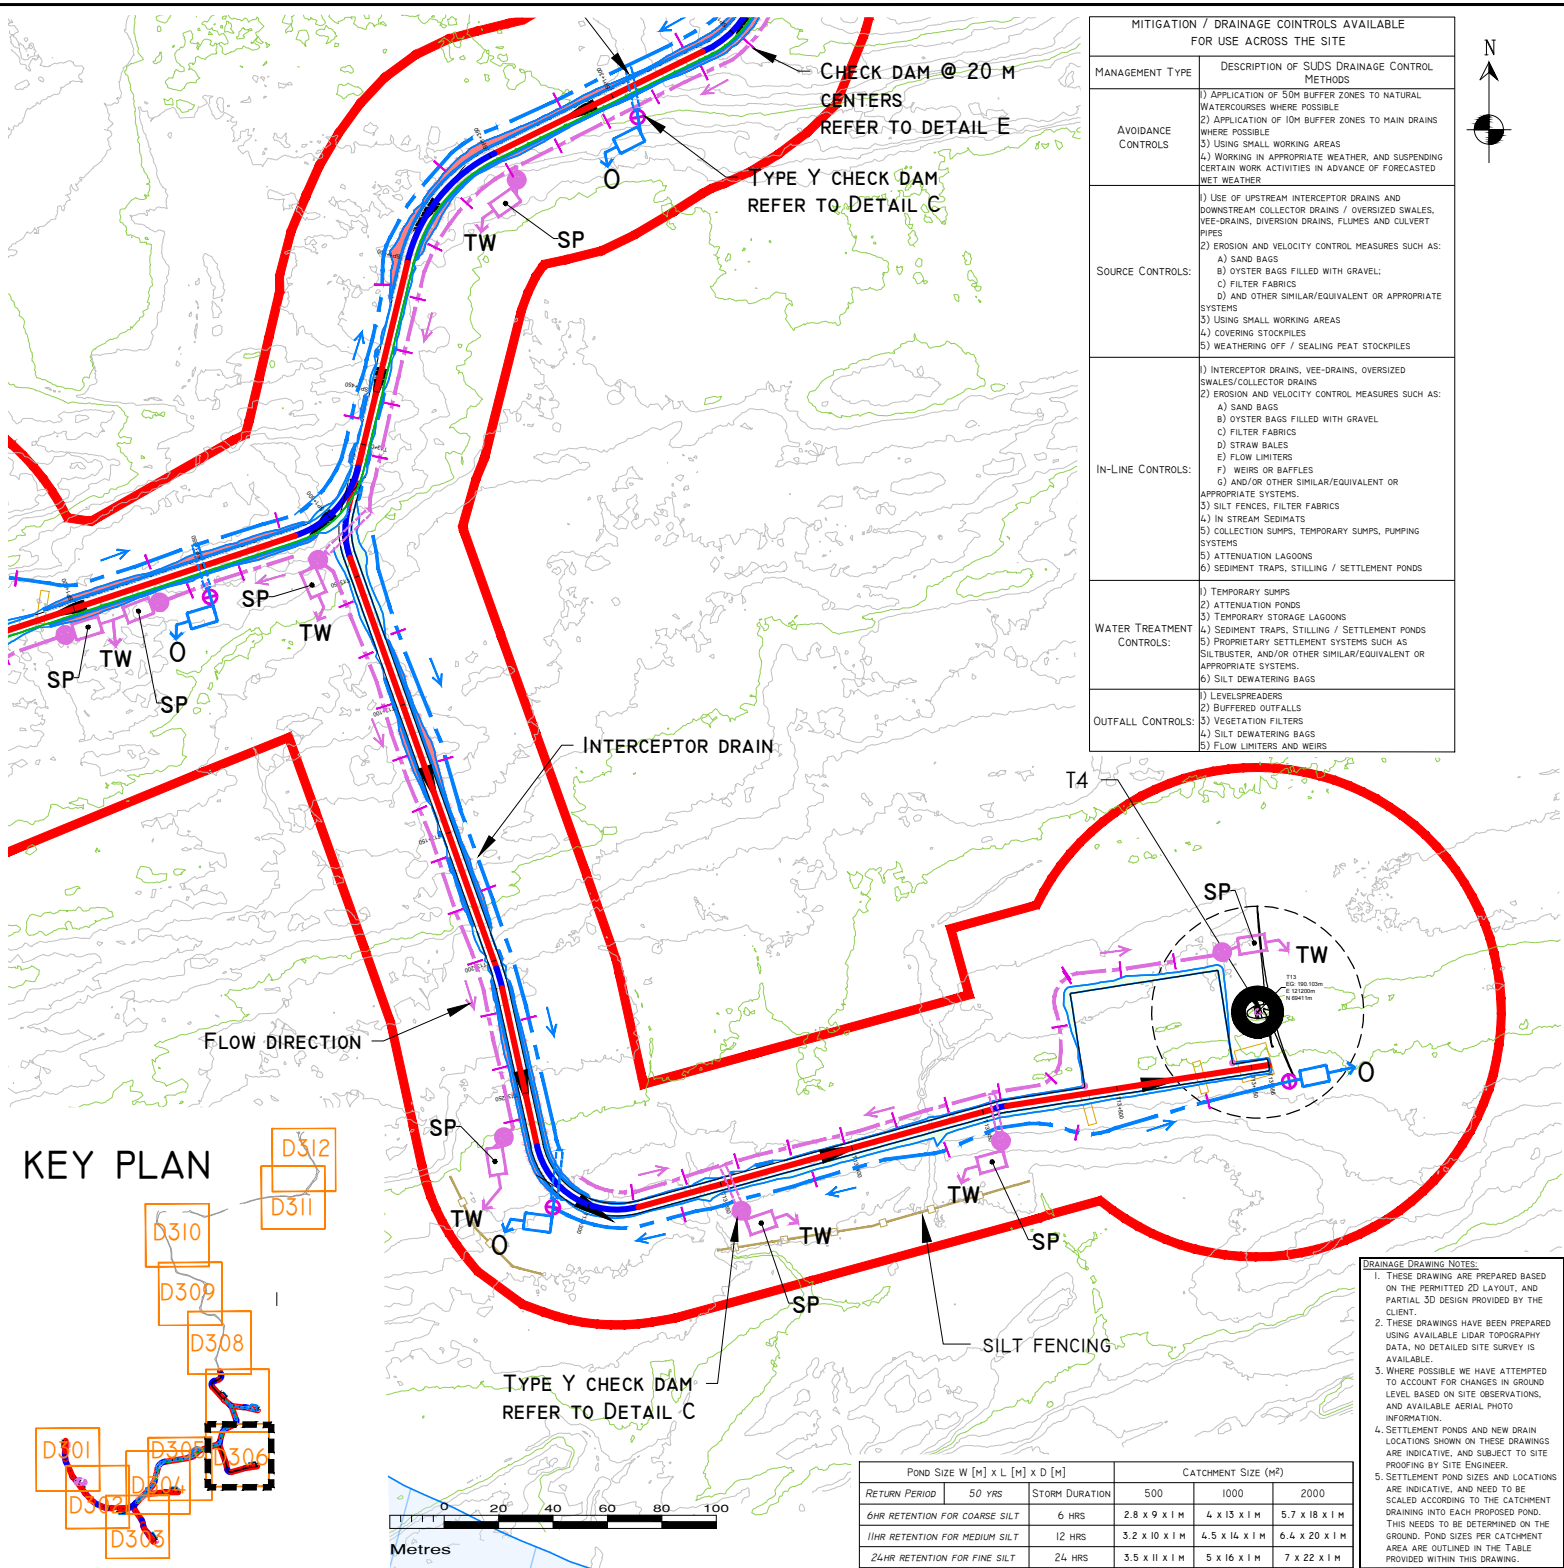 MITIGATION / DRAINAGE COINTROLS AVAILABLE
FOR USE ACROSS THE SITE
MANAGEMENT TYPE
DESCRIPTION OF SUDS DRAINAGE CONTROL
METHODS
AVOIDANCE
CONTROLS
1) APPLICATION OF 50M BUFFER ZONES TO NATURAL
WATERCOURSES WHERE POSSIBLE
2) APPLICATION OF 10M BUFFER ZONES TO MAIN DRAINS
WHERE POSSIBLE
3) USING SMALL WORKING AREAS
4) WORKING IN APPROPRIATE WEATHER, AND SUSPENDING
CERTAIN WORK ACTIVITIES IN ADVANCE OF FORECASTED
WET WEATHER
SOURCE CONTROLS:
1) USE OF UPSTREAM INTERCEPTOR DRAINS AND
DOWNSTREAM COLLECTOR DRAINS / OVERSIZED SWALES,
VEE-DRAINS, DIVERSION DRAINS, FLUMES AND CULVERT
PIPES
2) EROSION AND VELOCITY CONTROL MEASURES SUCH AS:
A) SAND BAGS
B) OYSTER BAGS FILLED WITH GRAVEL;
C) FILTER FABRICS
D) AND OTHER SIMILAR/EQUIVALENT OR APPROPRIATE
SYSTEMS
3) USING SMALL WORKING AREAS
4) COVERING STOCKPILES
5) WEATHERING OFF / SEALING PEAT STOCKPILES
IN-LINE CONTROLS:
1) INTERCEPTOR DRAINS, VEE-DRAINS, OVERSIZED
SWALES/COLLECTOR DRAINS
2) EROSION AND VELOCITY CONTROL MEASURES SUCH AS:
A) SAND BAGS
B) OYSTER BAGS FILLED WITH GRAVEL
C) FILTER FABRICS
D) STRAW BALES
E) FLOW LIMITERS
F) WEIRS OR BAFFLES
G) AND/OR OTHER SIMILAR/EQUIVALENT OR
APPROPRIATE SYSTEMS.
3) SILT FENCES, FILTER FABRICS
4) IN STREAM SEDIMATS
5) COLLECTION SUMPS, TEMPORARY SUMPS, PUMPING
SYSTEMS
5) ATTENUATION LAGOONS
6) SEDIMENT TRAPS, STILLING / SETTLEMENT PONDS
WATER TREATMENT
CONTROLS:
1) TEMPORARY SUMPS
2) ATTENUATION PONDS
3) TEMPORARY STORAGE LAGOONS
4) SEDIMENT TRAPS, STILLING / SETTLEMENT PONDS
5) PROPRIETARY SETTLEMENT SYSTEMS SUCH AS
SILTBUSTER, AND/OR OTHER SIMILAR/EQUIVALENT OR
APPROPRIATE SYSTEMS.
6) SILT DEWATERING BAGS
OUTFALL CONTROLS:
1) LEVELSPREADERS
2) BUFFERED OUTFALLS
3) VEGETATION FILTERS
4) SILT DEWATERING BAGS
5) FLOW LIMITERS AND WEIRS
N
CHECK DAM @ 20 M
CENTERS
REFER TO DETAIL E
TYPE Y CHECK DAM
REFER TO DETAIL C
O
TW
SP
SP
TW
SP
TW
O
SP
SP
INTERCEPTOR DRAIN
T4
SP
TW
T13
EG: 190.103m
E 121200m
N 69411m
O
FLOW DIRECTION
SP
TW
O
TW
SP
TW
SP
SILT FENCING
TYPE Y CHECK DAM
REFER TO DETAIL C
KEY PLAN
D312
D311
D310
D309
D308
D301
D305
D306
D304
D302
D303
0 20 40 60 80 100
Metres
POND SIZE W [M] X L [M] X D [M]
CATCHMENT SIZE (M²)
RETURN PERIOD 50 YRS STORM DURATION 500 1000 2000
6HR RETENTION FOR COARSE SILT 6 HRS 2.8 X 9 X 1 M 4 X 13 X 1 M 5.7 X 18 X 1 M
11HR RETENTION FOR MEDIUM SILT 12 HRS 3.2 X 10 X 1 M 4.5 X 14 X 1 M 6.4 X 20 X 1 M
24HR RETENTION FOR FINE SILT 24 HRS 3.5 X 11 X 1 M 5 X 16 X 1 M 7 X 22 X 1 M
DRAINAGE DRAWING NOTES:
1. THESE DRAWING ARE PREPARED BASED
ON THE PERMITTED 2D LAYOUT, AND
PARTIAL 3D DESIGN PROVIDED BY THE
CLIENT.
2. THESE DRAWINGS HAVE BEEN PREPARED
USING AVAILABLE LIDAR TOPOGRAPHY
DATA, NO DETAILED SITE SURVEY IS
AVAILABLE.
3. WHERE POSSIBLE WE HAVE ATTEMPTED
TO ACCOUNT FOR CHANGES IN GROUND
LEVEL BASED ON SITE OBSERVATIONS,
AND AVAILABLE AERIAL PHOTO
INFORMATION.
4. SETTLEMENT PONDS AND NEW DRAIN
LOCATIONS SHOWN ON THESE DRAWINGS
ARE INDICATIVE, AND SUBJECT TO SITE
PROOFING BY SITE ENGINEER.
5. SETTLEMENT POND SIZES AND LOCATIONS
ARE INDICATIVE, AND NEED TO BE
SCALED ACCORDING TO THE CATCHMENT
DRAINING INTO EACH PROPOSED POND.
THIS NEEDS TO BE DETERMINED ON THE
GROUND. POND SIZES PER CATCHMENT
AREA ARE OUTLINED IN THE TABLE
PROVIDED WITHIN THIS DRAWING.